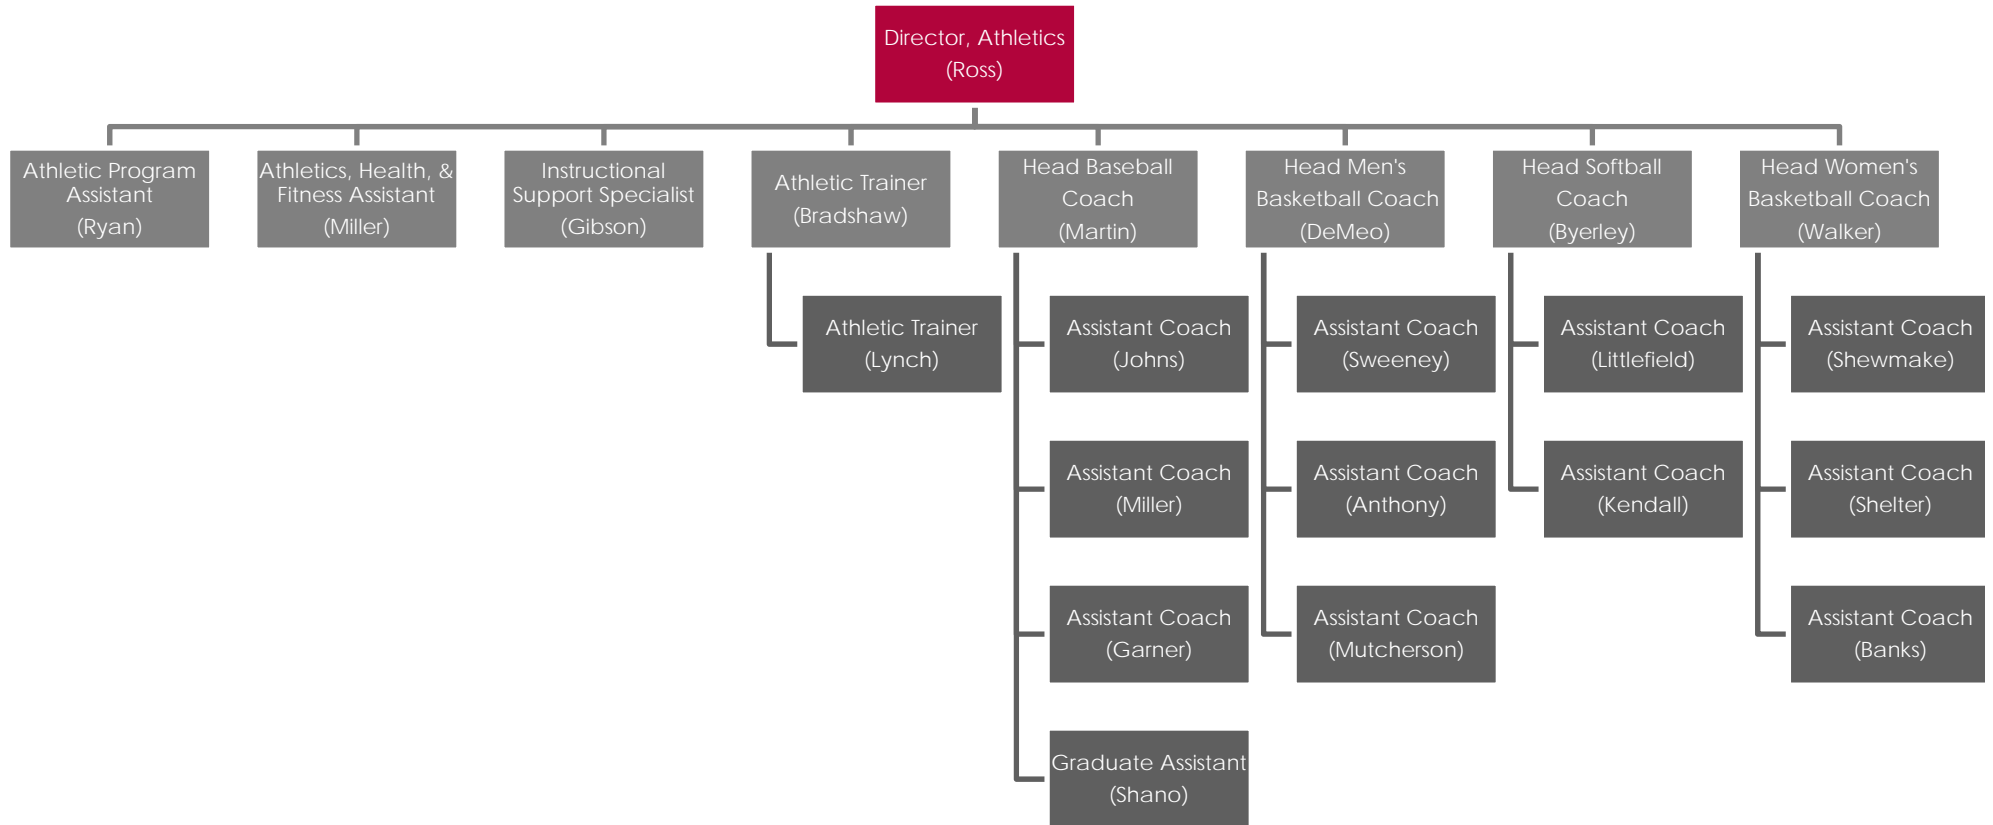 Director, Athletics
(Ross)
Athletic Program
Assistant
(Ryan)
Athletics, Health, &
Fitness Assistant
(Miller)
Instructional
Support Specialist
(Gibson)
Athletic Trainer
(Bradshaw)
Head Baseball
Coach
(Martin)
Head Men's
Basketball Coach
(DeMeo)
Head Softball
Coach
(Byerley)
Head Women's
Basketball Coach
(Walker)
Athletic Trainer
(Lynch)
Assistant Coach
(Johns)
Assistant Coach
(Miller)
Assistant Coach
(Garner)
Graduate Assistant
(Shano)
Assistant Coach
(Sweeney)
Assistant Coach
(Anthony)
Assistant Coach
(Mutcherson)
Assistant Coach
(Littlefield)
Assistant Coach
(Kendall)
Assistant Coach
(Shewmake)
Assistant Coach
(Shelter)
Assistant Coach
(Banks)